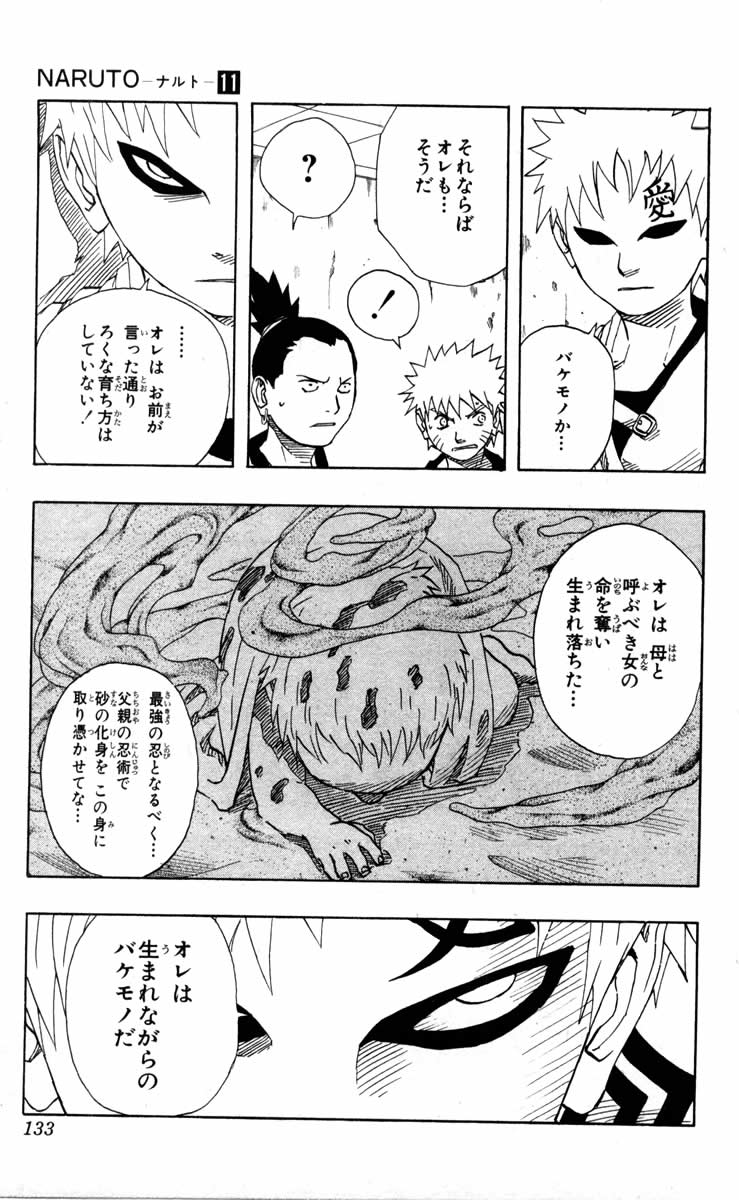 NARUTO—ナルト—11
愛
バケモノか…
それならば
オレも…
そうだ
?
!
……
オレは お前が
言った通り
ろくな育ち方は
していない!
オレは 母と
呼ぶべき女の
命を奪い
生まれ落ちた…
最強の忍となるべく…
父親の忍術で
砂の化身を この身に
取り憑かせてな…
オレは
生まれながらの
バケモノだ
133